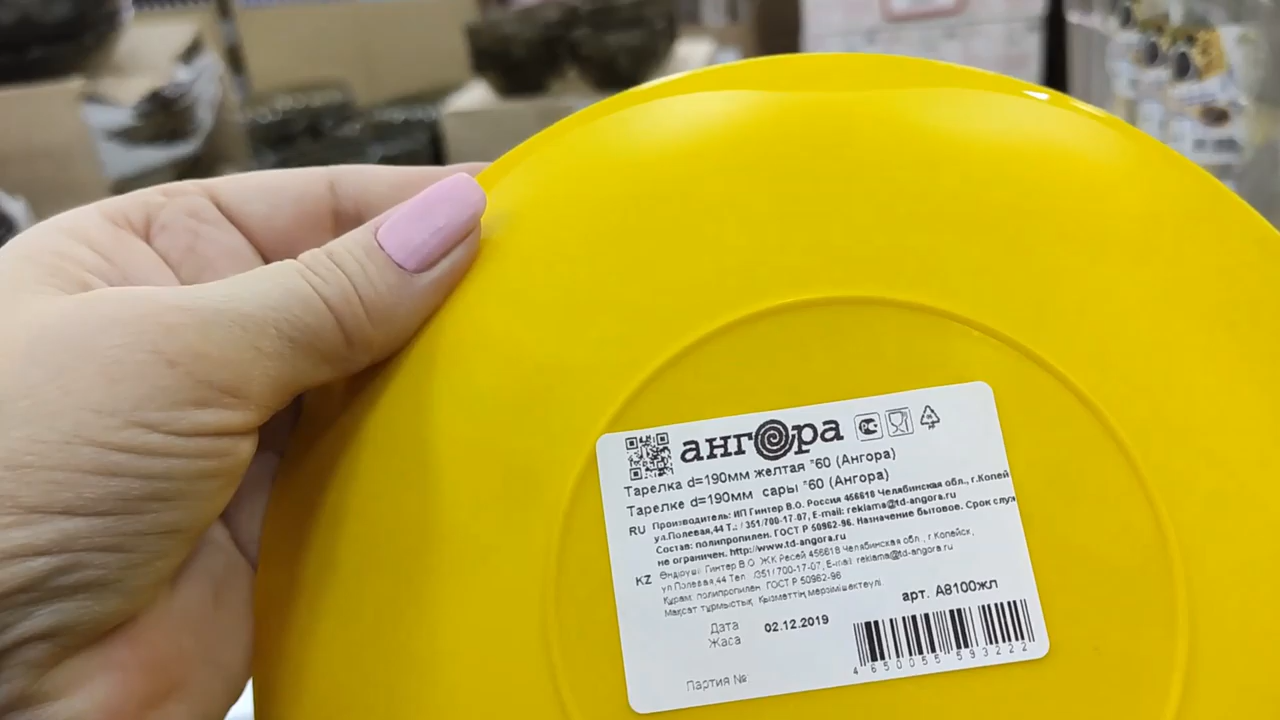 ангора
Тарелка d=190мм желтая *60 (Ангора)
Тарелке d=190мм сары *60 (Ангора)
RU Производитель: ИП Гинтер В.О. Россия 456618 Челябинская обл., г.Копей
ул.Полевая,44 Т.: / 351/700-17-07, E-mail: reklama@td-angora.ru
Состав: полипропилен. ГОСТ Р 50962-96. Назначение бытовое. Срок служ
не ограничен. http://www.td-angora.ru
KZ Өндіруші Гинтер В.О. ЖК Ресей 456618 Челябинская обл., г.Копейск,
ул.Полевая,44 Тел. /351/700-17-07, E-mail: reklama@td-angora.ru
Құрам: полипропилен. ГОСТ Р 50962-96
Мақсат тұрмыстық. Қызметтің мерзімі
арт. А8100жл
Дата
Жаса
02.12.2019
4 650055 593222
Партия №